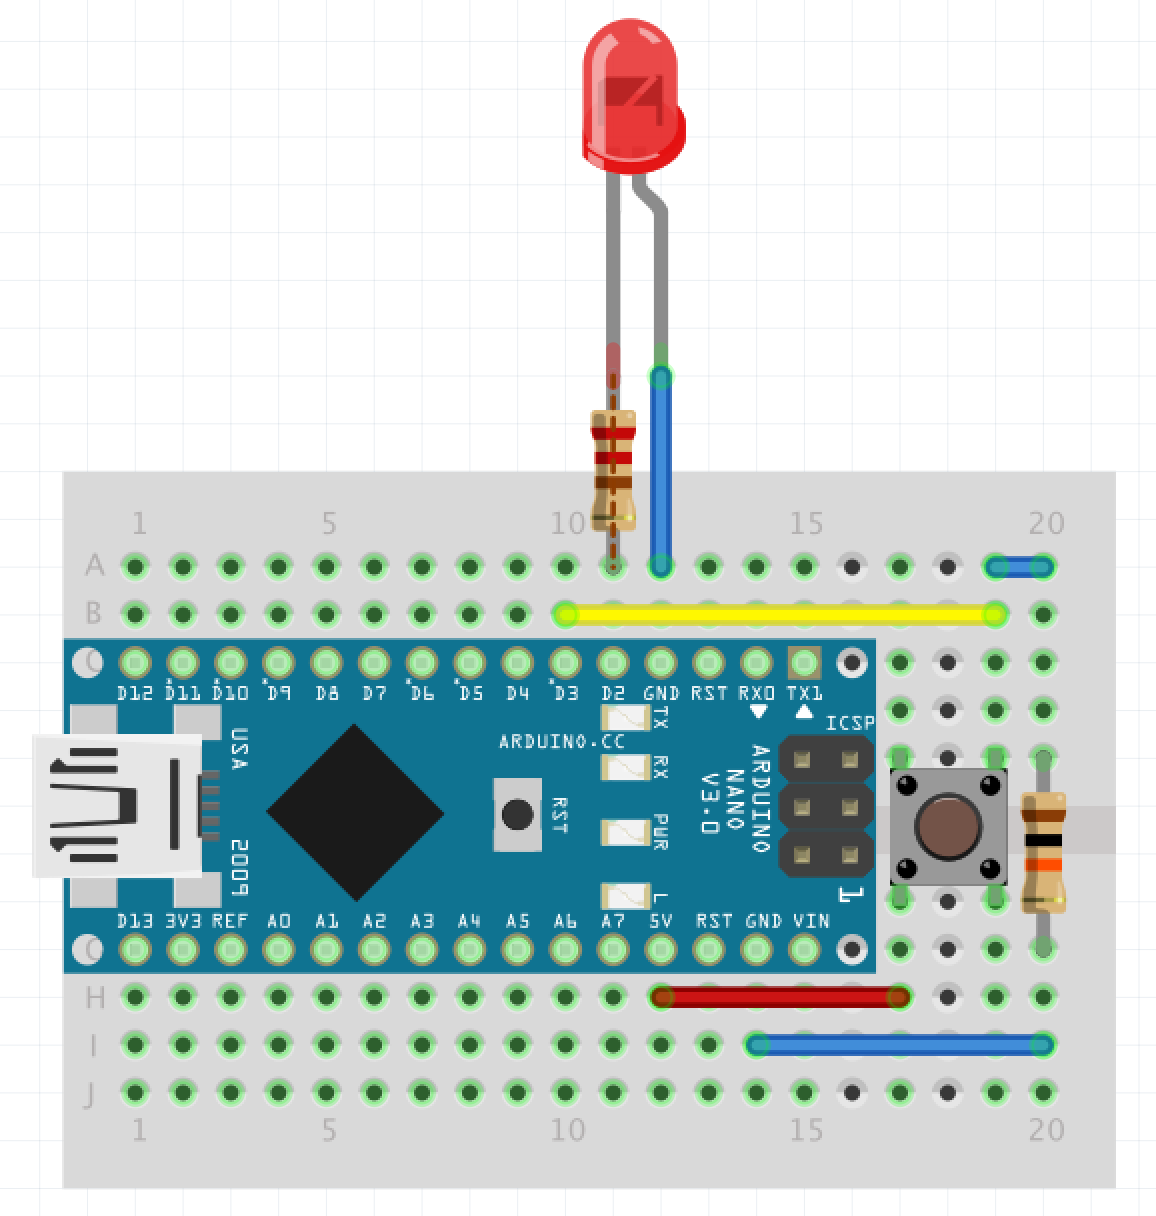 1 5 10 15 20
A
B
C
D12 D11 D10 D9 D8 D7 D6 D5 D4 D3 D2 GND RST RX0 TX1
TX
ICSP
ARDUINO.CC
USA
RX
ARDUINO
NANO
V3.0
RST
PWR
2009
L
1
D13 3V3 REF A0 A1 A2 A3 A4 A5 A6 A7 5V RST GND VIN
H
I
J
1 5 10 15 20